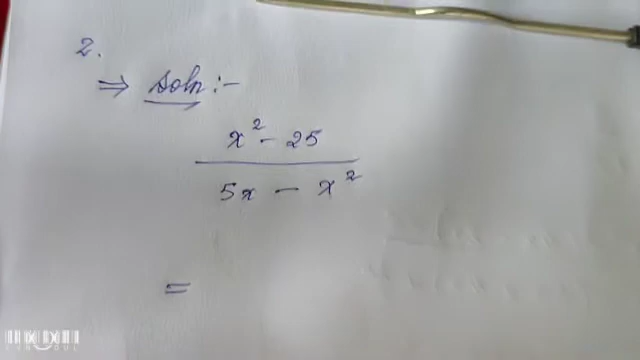 2.
⇒ Soln :-
x² - 25
5x - x²
=